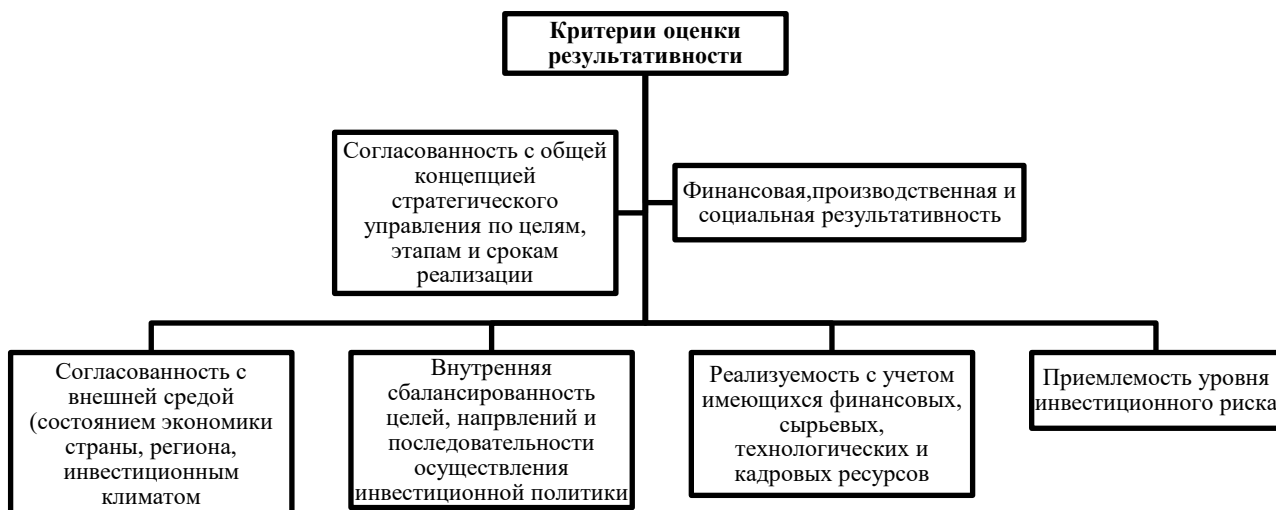 Критерии оценки
результативности
Согласованность с общей
концепцией
стратегического
управления по целям,
этапам и срокам
реализации
Финансовая,производственная и
социальная результативность
Согласованность с
внешней средой
(состоянием экономики
страны, региона,
инвестиционным
климатом
Внутренняя
сбалансированность
целей, напрвлений и
последовательности
осуществления
инвестиционной политики
Реализуемость с учетом
имеющихся финансовых,
сырьевых,
технологических и
кадровых ресурсов
Приемлемость уровня
инвестиционного риска